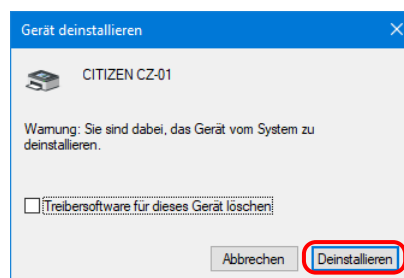 Gerät deinstallieren
CITIZEN CZ-01
Warnung: Sie sind dabei, das Gerät vom System zu
deinstallieren.
Treibersoftware für dieses Gerät löschen
Abbrechen Deinstallieren